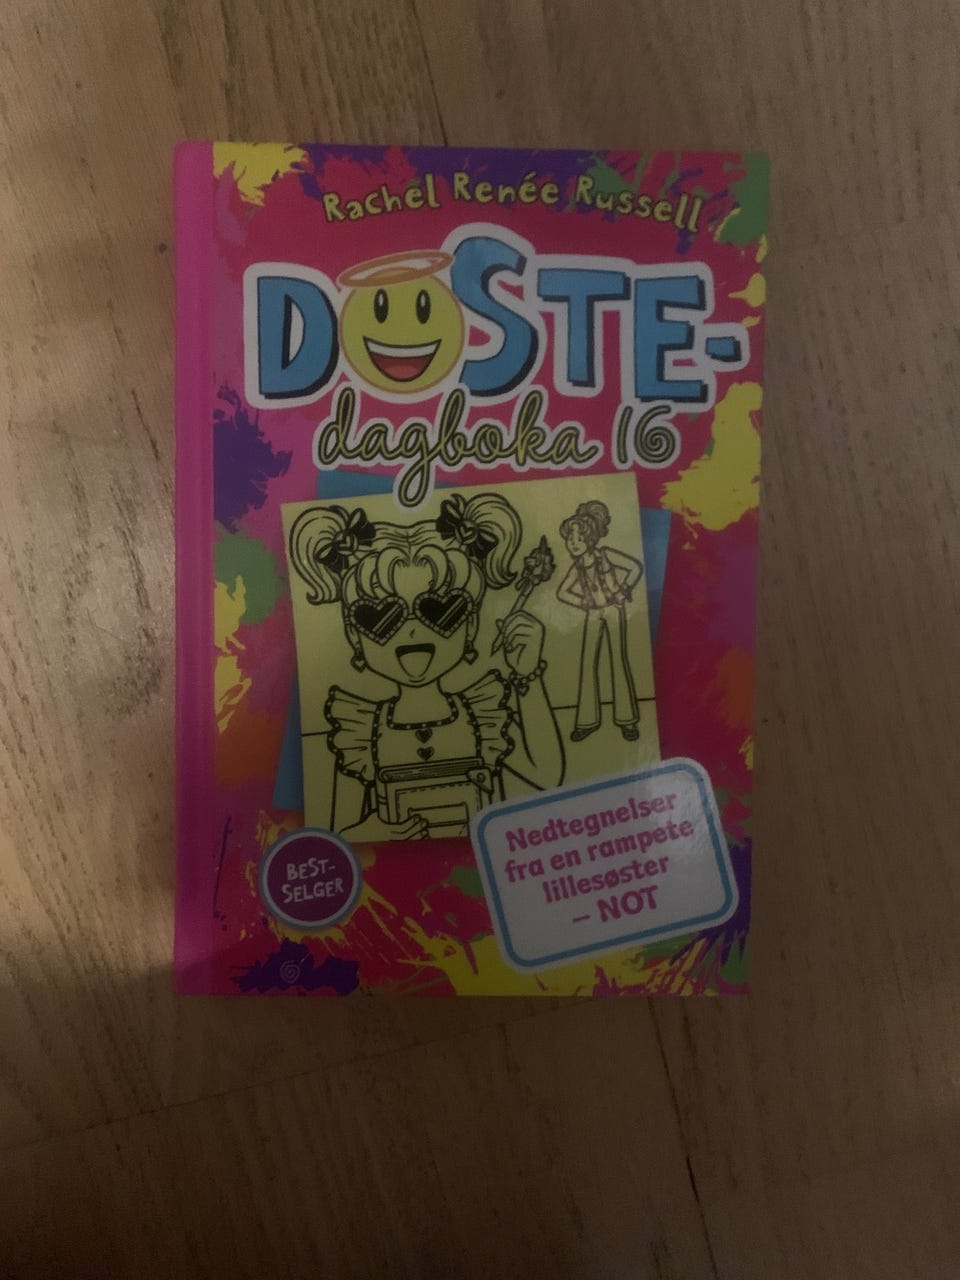 Rachel Renée Russell
DOSTE-
dagboka 16
BEST-
SELGER
Nedtegnelser
fra en rampete
lillesøster
– NOT